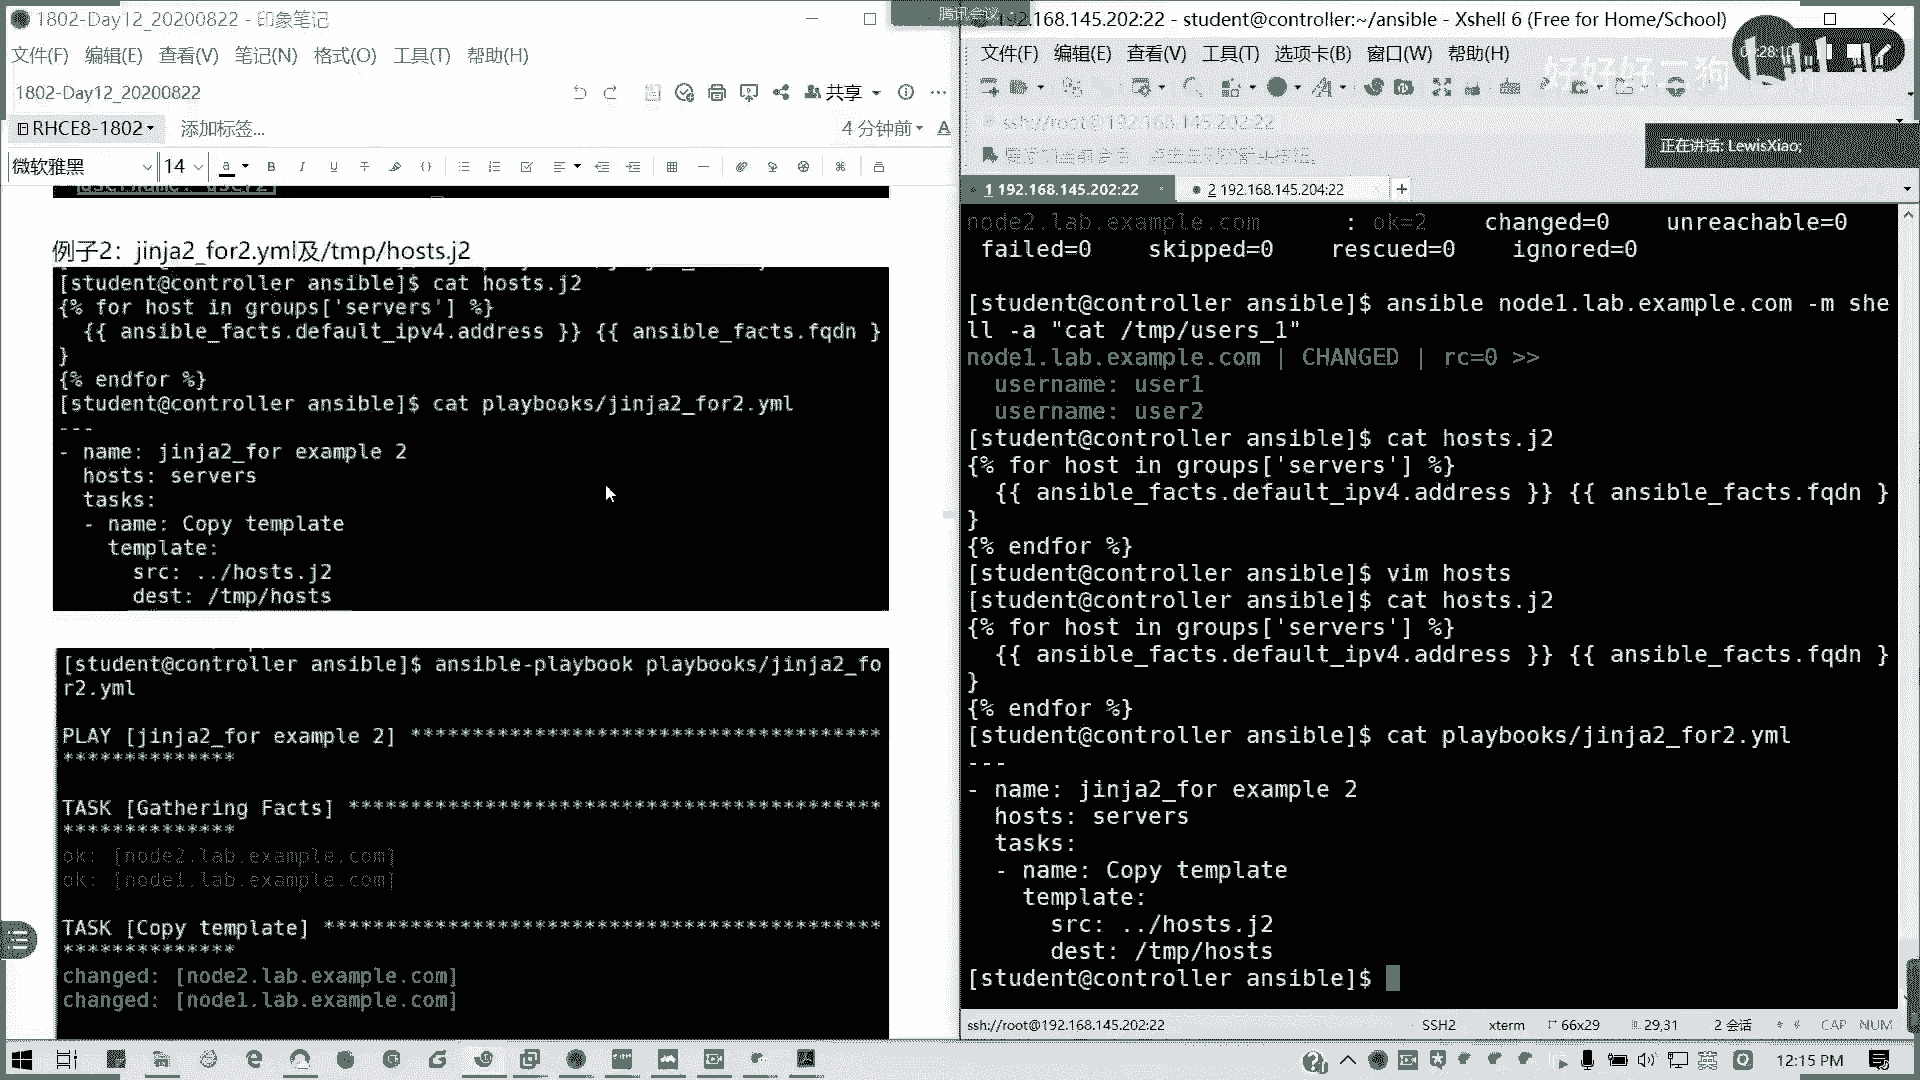 1802-Day12_20200822 - 印象笔记
文件(F) 编辑(E) 查看(V) 笔记(N) 格式(O) 工具(T) 帮助(H)
1802-Day12_20200822
共享
RHCE8-1802
添加标签...
4 分钟前
微软雅黑
14
username: user2
例子2：jinja2_for2.yml及/tmp/hosts.j2
[student@controller ansible]$ cat hosts.j2
{% for host in groups['servers'] %}
{{ ansible_facts.default_ipv4.address }} {{ ansible_facts.fqdn }
}
{% endfor %}
[student@controller ansible]$ cat playbooks/jinja2_for2.yml
---
- name: jinja2_for example 2
hosts: servers
tasks:
- name: Copy template
template:
src: ../hosts.j2
dest: /tmp/hosts
[student@controller ansible]$ ansible-playbook playbooks/jinja2_fo
r2.yml
PLAY [jinja2_for example 2] **************************************
**************
TASK [Gathering Facts] *******************************************
**************
ok: [node2.lab.example.com]
ok: [node1.lab.example.com]
TASK [Copy template] *********************************************
**************
changed: [node2.lab.example.com]
changed: [node1.lab.example.com]
腾讯会议
.168.145.202:22 - student@controller:~/ansible - Xshell 6 (Free for Home/School)
文件(F) 编辑(E) 查看(V) 工具(T) 选项卡(B) 窗口(W) 帮助(H)
好好好二狗
ssh://root@192.168.145.202:22
正在讲话: LewisXiao;
1 192.168.145.202:22
2 192.168.145.204:22
node2.lab.example.com : ok=2 changed=0 unreachable=0
failed=0 skipped=0 rescued=0 ignored=0
[student@controller ansible]$ ansible node1.lab.example.com -m she
ll -a "cat /tmp/users_1"
node1.lab.example.com | CHANGED | rc=0 >>
username: user1
username: user2
[student@controller ansible]$ cat hosts.j2
{% for host in groups['servers'] %}
{{ ansible_facts.default_ipv4.address }} {{ ansible_facts.fqdn }
}
{% endfor %}
[student@controller ansible]$ vim hosts
[student@controller ansible]$ cat hosts.j2
{% for host in groups['servers'] %}
{{ ansible_facts.default_ipv4.address }} {{ ansible_facts.fqdn }
}
{% endfor %}
[student@controller ansible]$ cat playbooks/jinja2_for2.yml
---
- name: jinja2_for example 2
hosts: servers
tasks:
- name: Copy template
template:
src: ../hosts.j2
dest: /tmp/hosts
[student@controller ansible]$
ssh://root@192.168.145.202:22
SSH2 xterm 66x29 29,31 2 会话 CAP NUM
英
12:15 PM